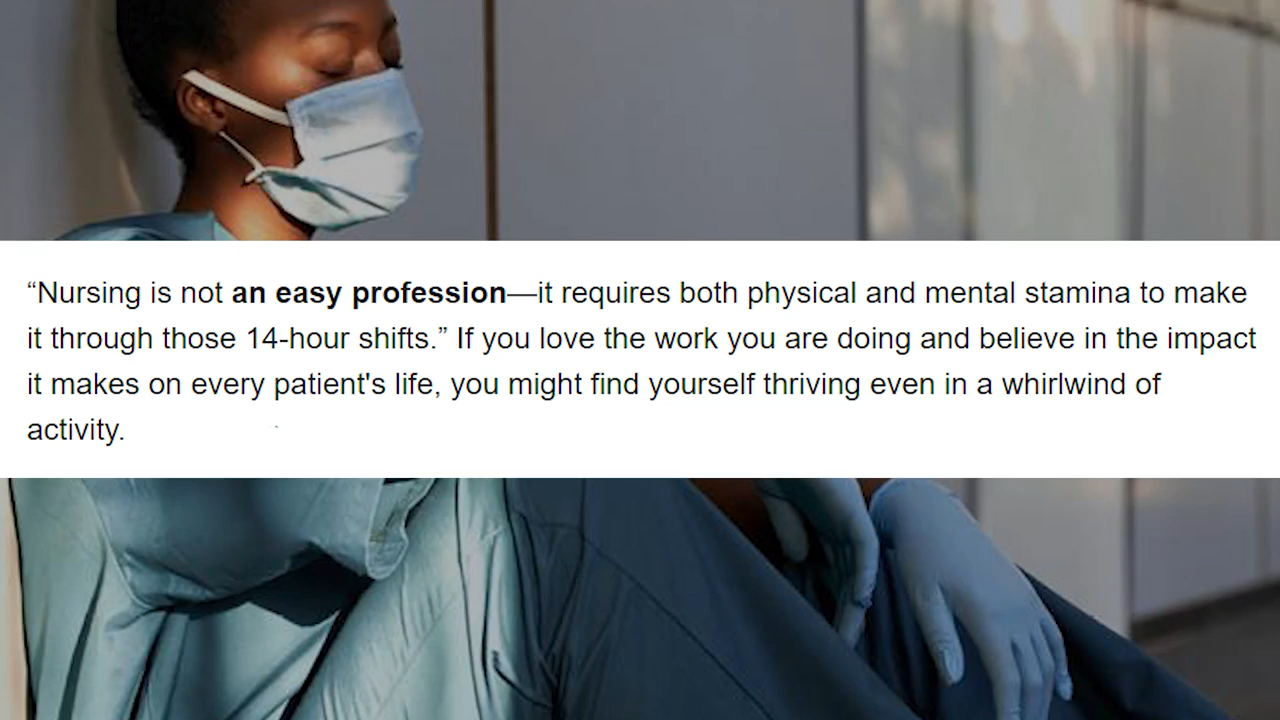 “Nursing is not an easy profession—it requires both physical and mental stamina to make
it through those 14-hour shifts.” If you love the work you are doing and believe in the impact
it makes on every patient's life, you might find yourself thriving even in a whirlwind of
activity.